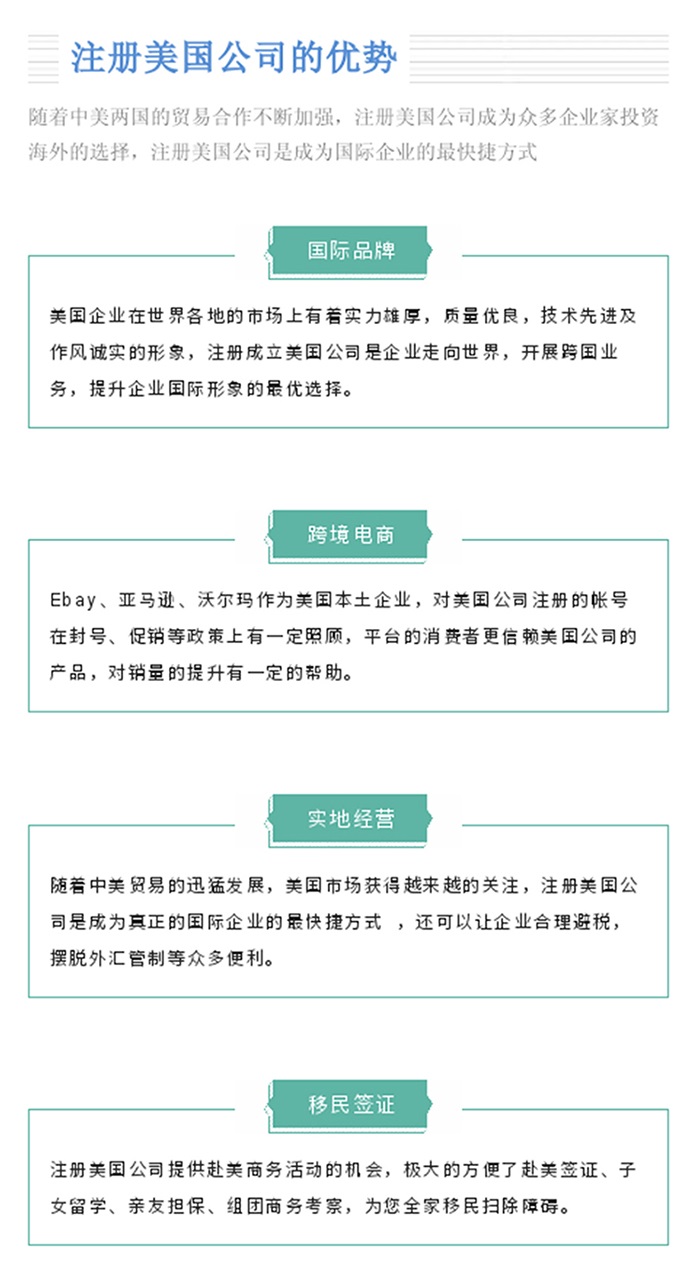 注册美国公司的优势
随着中美两国的贸易合作不断加强，注册美国公司成为众多企业家投资
海外的选择，注册美国公司是成为国际企业的最快捷方式
国际品牌
美国企业在世界各地的市场上有着实力雄厚，质量优良，技术先进及
作风诚实的形象，注册成立美国公司是企业走向世界，开展跨国业
务，提升企业国际形象的最优选择。
跨境电商
Ebay、亚马逊、沃尔玛作为美国本土企业，对美国公司注册的帐号
在封号、促销等政策上有一定照顾，平台的消费者更信赖美国公司的
产品，对销量的提升有一定的帮助。
实地经营
随着中美贸易的迅猛发展，美国市场获得越来越的关注，注册美国公
司是成为真正的国际企业的最快捷方式 ，还可以让企业合理避税，
摆脱外汇管制等众多便利。
移民签证
注册美国公司提供赴美商务活动的机会，极大的方便了赴美签证、子
女留学、亲友担保、组团商务考察，为您全家移民扫除障碍。